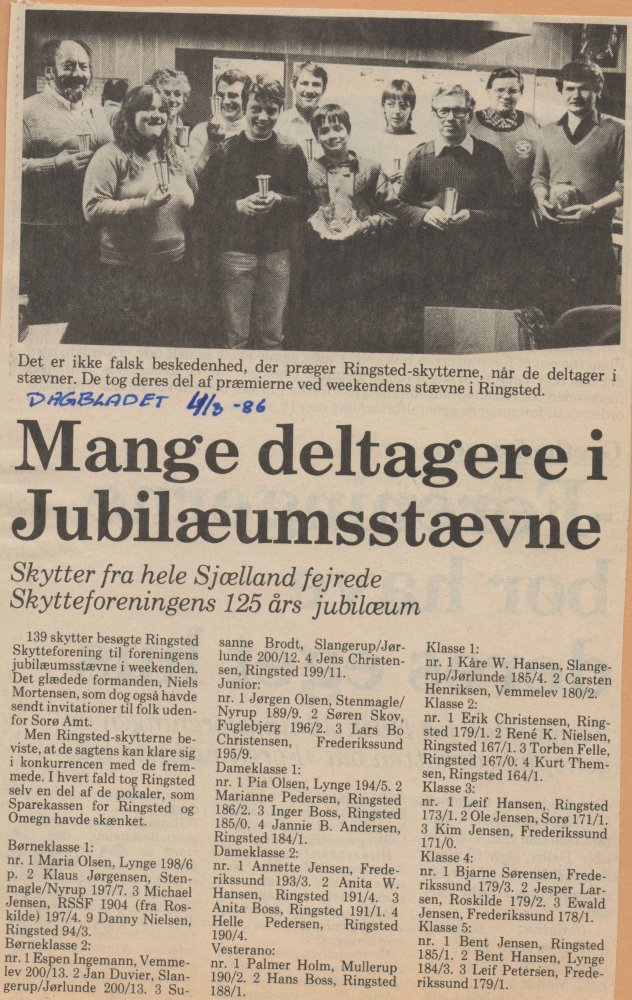 Det er ikke falsk beskedenhed, der præger Ringsted-skytterne, når de deltager i
stævner. De tog deres del af præmierne ved weekendens stævne i Ringsted.
DAGBLADET 4/3 -86
Mange deltagere i
Jubilæumsstævne
Skytter fra hele Sjælland fejrede
Skytteforeningens 125 års jubilæum
139 skytter besøgte Ringsted
Skytteforening til foreningens
jubilæumsstævne i weekenden.
Det glædede formanden, Niels
Mortensen, som dog også havde
sendt invitationer til folk uden-
for Sorø Amt.
Men Ringsted-skytterne be-
viste, at de sagtens kan klare sig
i konkurrencen med de frem-
mede. I hvert fald tog Ringsted
selv en del af de pokaler, som
Sparekassen for Ringsted og
Omegn havde skænket.
Børneklasse 1:
nr. 1 Maria Olsen, Lynge 198/6
p. 2 Klaus Jørgensen, Sten-
magle/Nyrup 197/7. 3 Michael
Jensen, RSSF 1904 (fra Ros-
kilde) 197/4. 9 Danny Nielsen,
Ringsted 94/3.
Børneklasse 2:
nr. 1 Espen Ingemann, Vemme-
lev 200/13. 2 Jan Duvier, Slan-
gerup/Jørlunde 200/13. 3 Su-
sanne Brodt, Slangerup/Jør-
lunde 200/12. 4 Jens Christen-
sen, Ringsted 199/11.
Junior:
nr. 1 Jørgen Olsen, Stenmagle/
Nyrup 189/9. 2 Søren Skov,
Fuglebjerg 196/2. 3 Lars Bo
Christensen, Frederikssund
195/9.
Dameklasse 1:
nr. 1 Pia Olsen, Lynge 194/5. 2
Marianne Pedersen, Ringsted
186/2. 3 Inger Boss, Ringsted
185/0. 4 Jannie B. Andersen,
Ringsted 184/1.
Dameklasse 2:
nr. 1 Annette Jensen, Frede-
rikssund 193/3. 2 Anita W.
Hansen, Ringsted 191/4. 3
Anita Boss, Ringsted 191/1. 4
Helle Pedersen, Ringsted
190/4.
Vesterano:
nr. 1 Palmer Holm, Mullerup
190/2. 2 Hans Boss, Ringsted
188/1.
Klasse 1:
nr. 1 Kåre W. Hansen, Slange-
rup/Jørlunde 185/4. 2 Carsten
Henriksen, Vemmelev 180/2.
Klasse 2:
nr. 1 Erik Christensen, Ring-
sted 179/1. 2 René K. Nielsen,
Ringsted 167/1. 3 Torben Felle,
Ringsted 167/0. 4 Kurt Them-
sen, Ringsted 164/1.
Klasse 3:
nr. 1 Leif Hansen, Ringsted
173/1. 2 Ole Jensen, Sorø 171/1.
3 Kim Jensen, Frederikssund
171/0.
Klasse 4:
nr. 1 Bjarne Sørensen, Frede-
rikssund 179/3. 2 Jesper Lar-
sen, Roskilde 179/2. 3 Ewald
Jensen, Frederikssund 178/1.
Klasse 5:
nr. 1 Bent Jensen, Ringsted
185/1. 2 Bent Hansen, Lynge
184/3. 3 Leif Petersen, Frede-
rikssund 179/1.